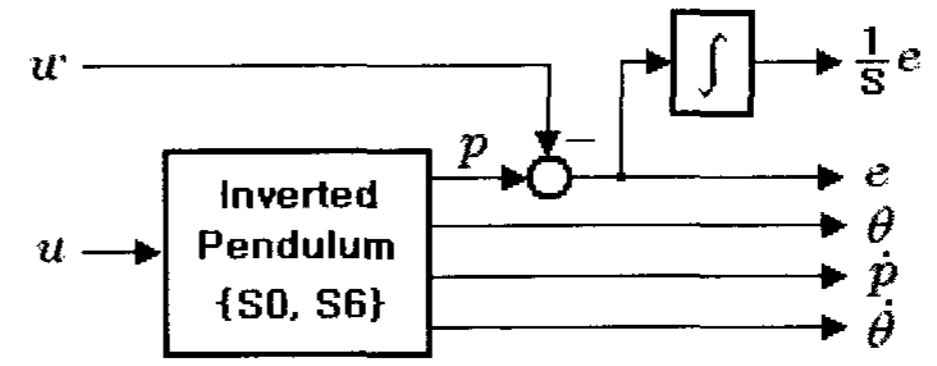 w
∫
1/S e
p
−
e
Inverted
Pendulum
{S0, S6}
u
θ
ṗ
θ̇